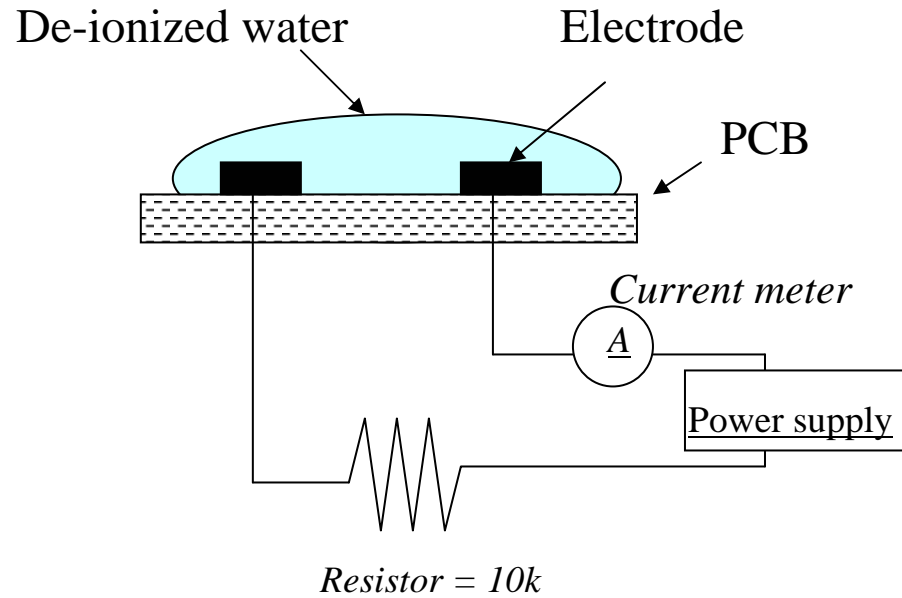 De-ionized water
Electrode
PCB
Current meter
A
Power supply
Resistor = 10k